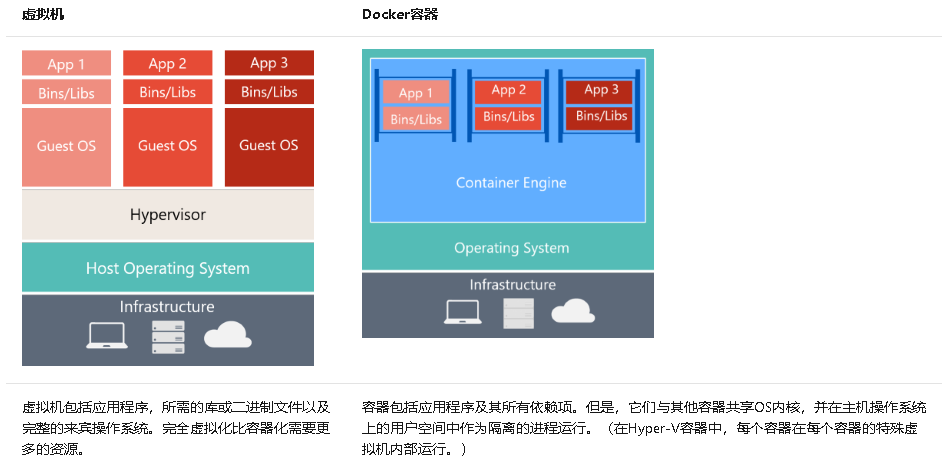 虚拟机 Docker容器
App 1 App 2 App 3
Bins/Libs Bins/Libs Bins/Libs
Guest OS Guest OS Guest OS
Hypervisor
Host Operating System
Infrastructure
App 1 App 2 App 3
Bins/Libs Bins/Libs Bins/Libs
Container Engine
Operating System
Infrastructure
虚拟机包括应用程序，所需的库或二进制文件以及
完整的来宾操作系统。完全虚拟化比容器化需要更
多的资源。
容器包括应用程序及其所有依赖项。但是，它们与其他容器共享OS内核，并在主机操作系统
上的用户空间中作为隔离的进程运行。（在Hyper-V容器中，每个容器在每个容器的特殊虚
拟机内部运行。）